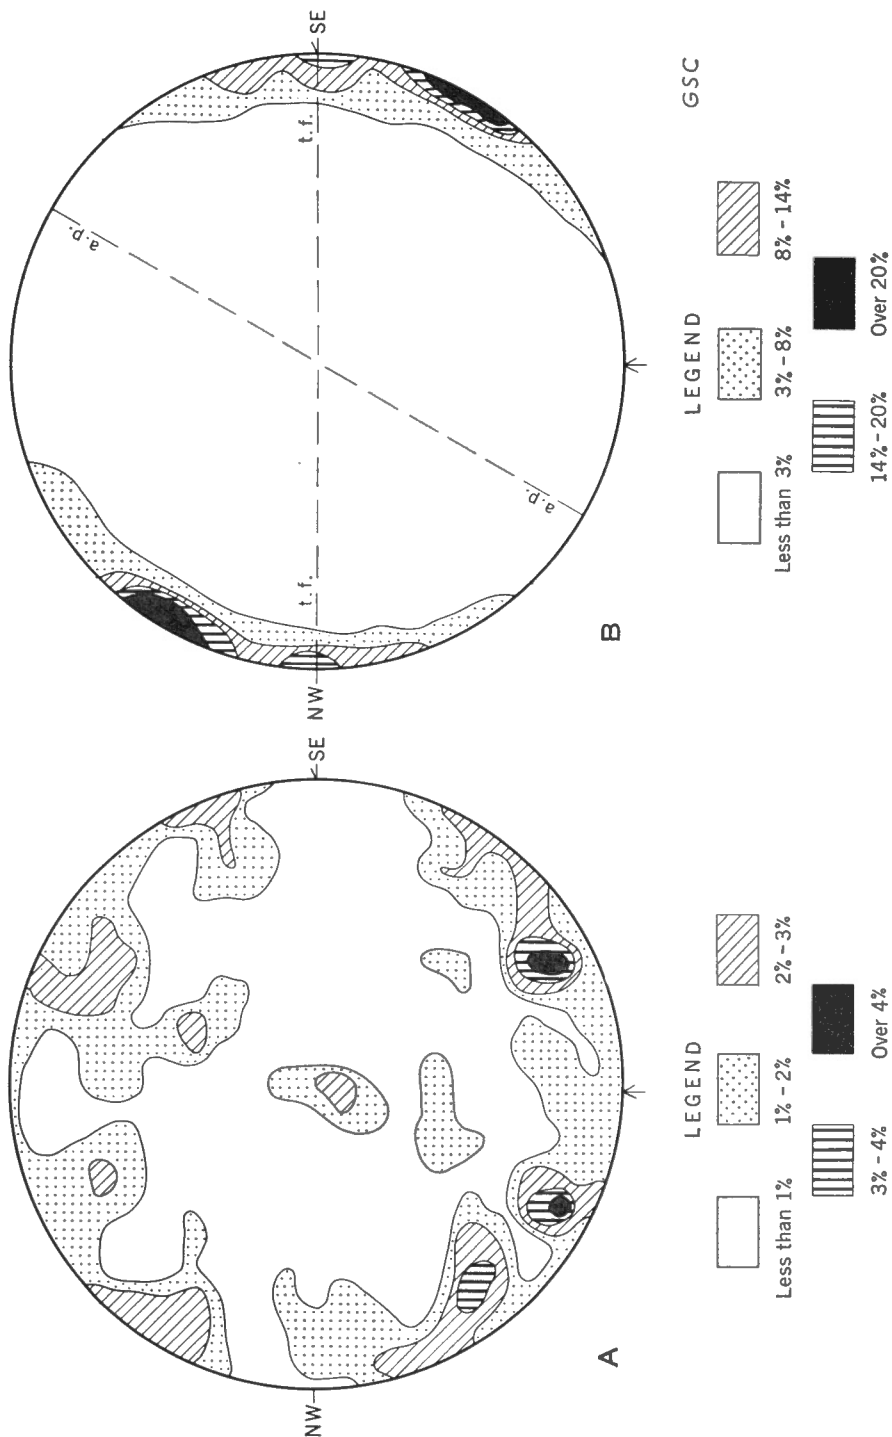 NW
SE
A
LEGEND
Less than 1%
1% - 2%
2% - 3%
3% - 4%
Over 4%
NW
SE
t.f.
t.f.
a.p.
a.p.
B
LEGEND
Less than 3%
3% - 8%
8% - 14%
14% - 20%
Over 20%
GSC